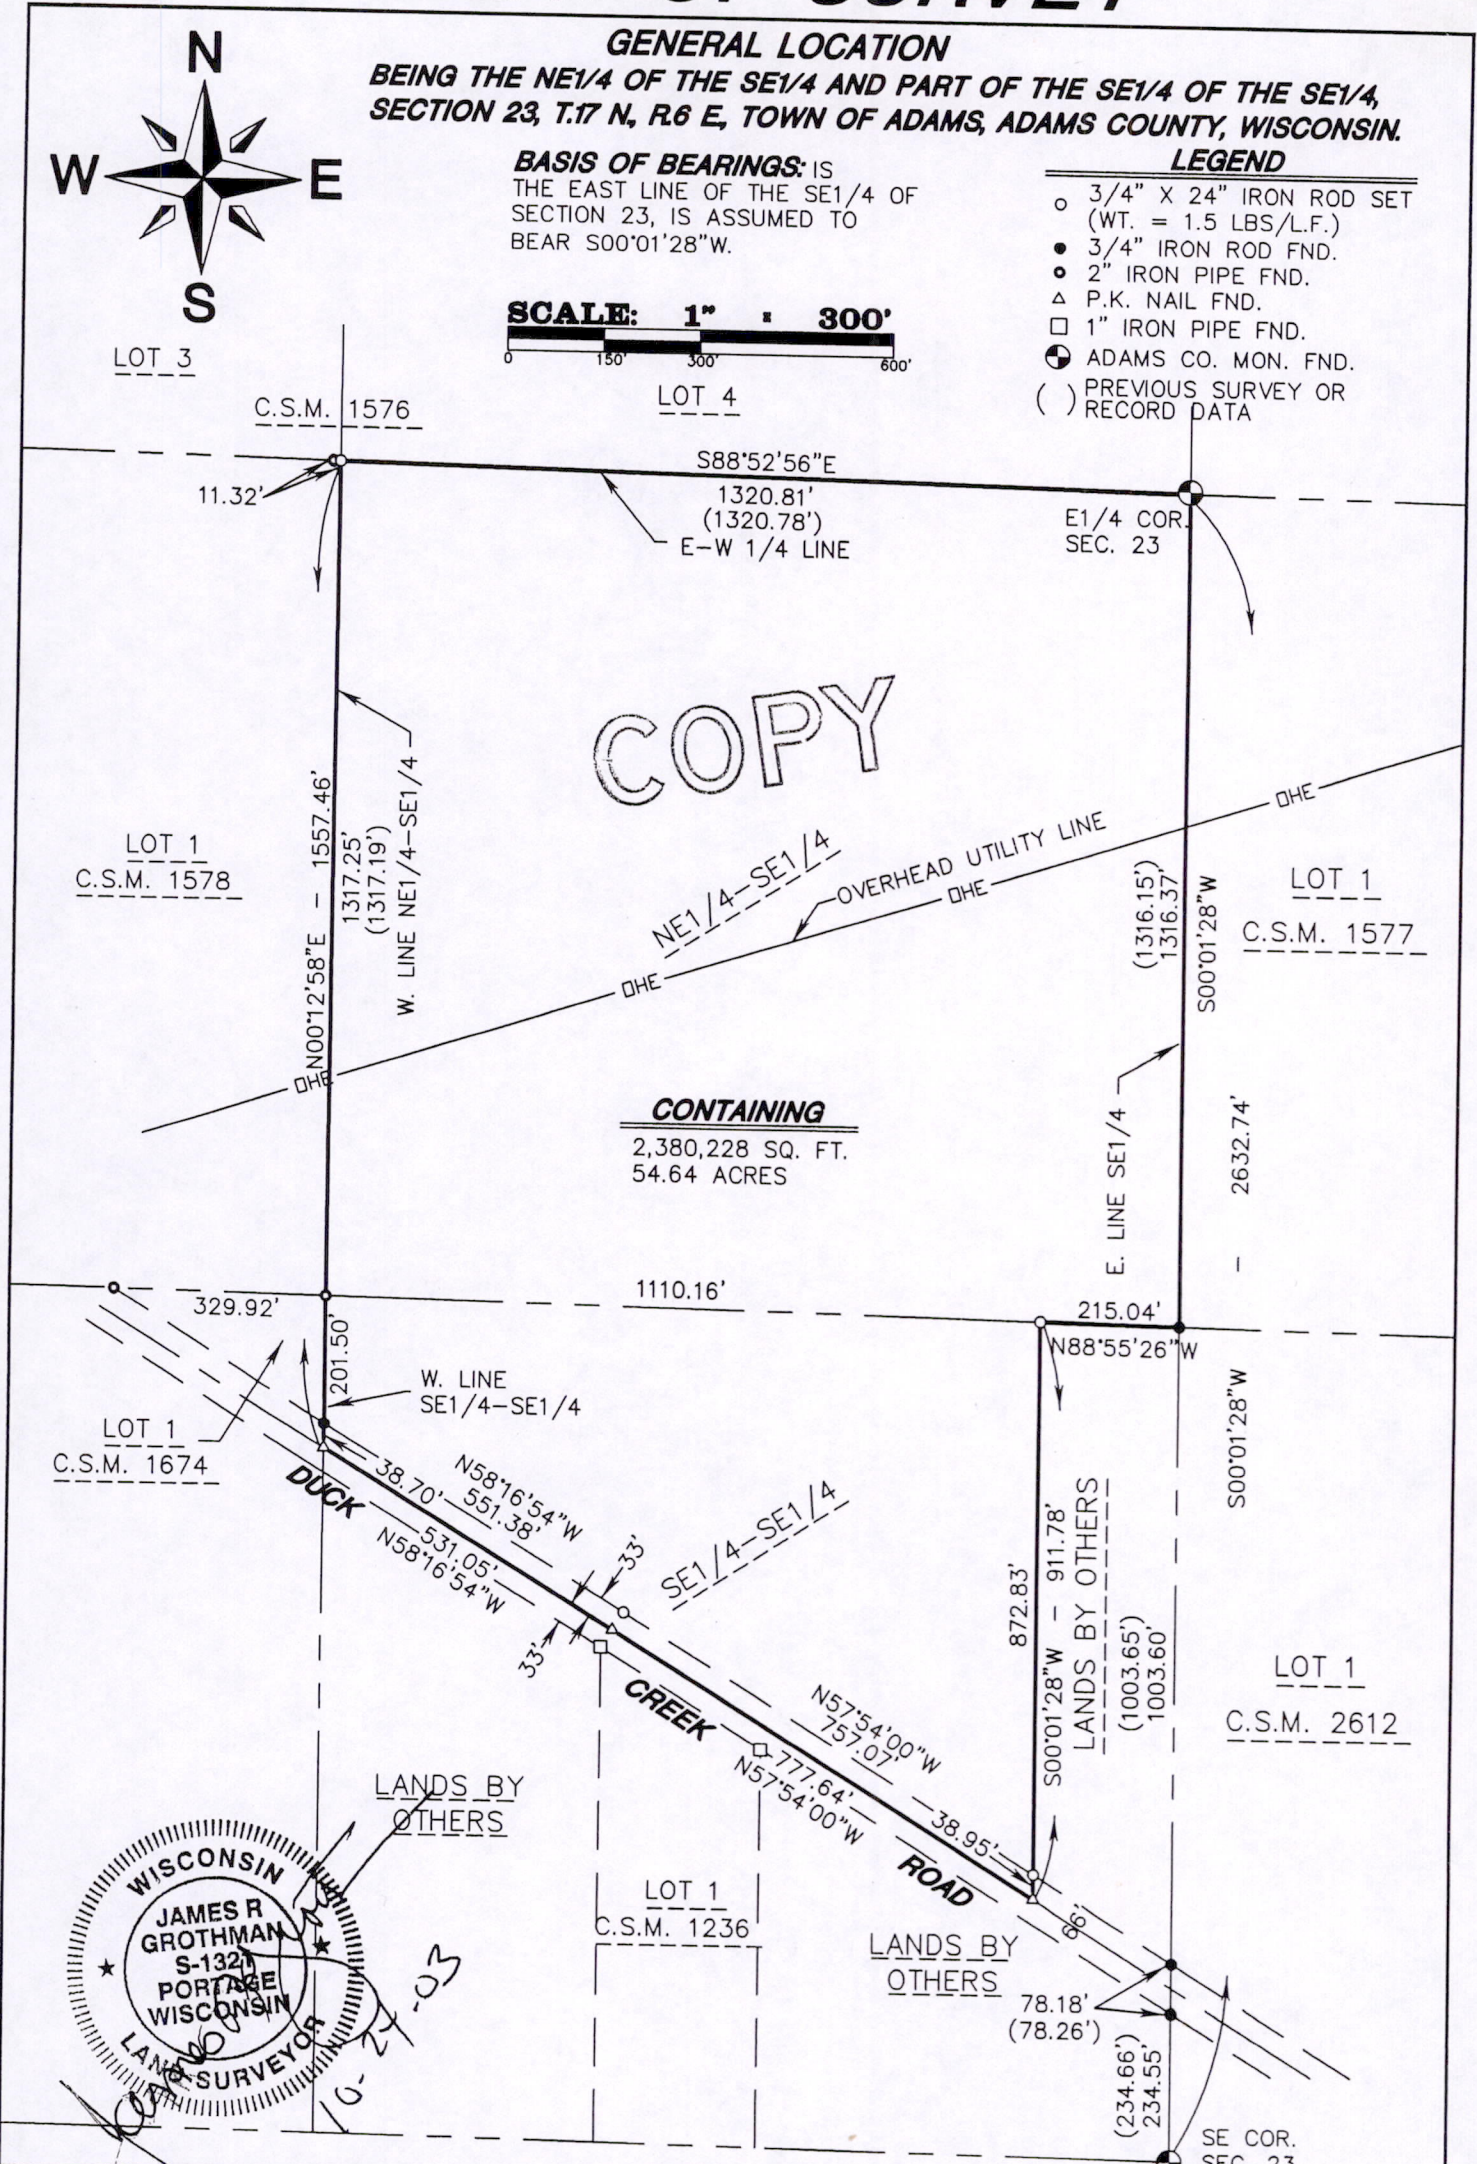 GENERAL LOCATION
BEING THE NE1/4 OF THE SE1/4 AND PART OF THE SE1/4 OF THE SE1/4,
SECTION 23, T.17 N., R.6 E., TOWN OF ADAMS, ADAMS COUNTY, WISCONSIN.
N
W
E
S
BASIS OF BEARINGS: IS
THE EAST LINE OF THE SE1/4 OF
SECTION 23, IS ASSUMED TO
BEAR S00°01'28"W.
LEGEND
3/4" X 24" IRON ROD SET
(WT. = 1.5 LBS/L.F.)
3/4" IRON ROD FND.
2" IRON PIPE FND.
P.K. NAIL FND.
1" IRON PIPE FND.
ADAMS CO. MON. FND.
( ) PREVIOUS SURVEY OR
RECORD DATA
SCALE: 1" = 300'
0 150' 300' 600'
LOT 3
LOT 4
C.S.M. 1576
11.32'
S88°52'56"E
1320.81'
(1320.78')
E-W 1/4 LINE
E1/4 COR.
SEC. 23
COPY
N00°12'58"E - 1557.46'
1317.25'
(1317.19')
W. LINE NE1/4-SE1/4
LOT 1
C.S.M. 1578
NE1/4-SE1/4
OVERHEAD UTILITY LINE
OHE
OHE
OHE
OHE
(1316.15')
1316.37'
S00°01'28"W
LOT 1
C.S.M. 1577
CONTAINING
2,380,228 SQ. FT.
54.64 ACRES
E. LINE SE1/4
- 2632.74'
329.92'
1110.16'
215.04'
N88°55'26"W
201.50'
W. LINE
SE1/4-SE1/4
S00°01'28"W
LOT 1
C.S.M. 1674
38.70'
N58°16'54"W
551.38'
531.05'
N58°16'54"W
DUCK
CREEK
ROAD
33'
33'
SE1/4-SE1/4
872.83'
S00°01'28"W - 911.78'
LANDS BY OTHERS
(1003.65')
1003.60'
LOT 1
C.S.M. 2612
N57°54'00"W
757.07'
777.64'
N57°54'00"W
38.95'
66'
LANDS BY
OTHERS
LOT 1
C.S.M. 1236
LANDS BY
OTHERS
78.18'
(78.26')
(234.66')
234.55'
SE COR.
SEC. 23
WISCONSIN
JAMES R
GROTHMAN
S-1321
PORTAGE
WISCONSIN
LAND SURVEYOR